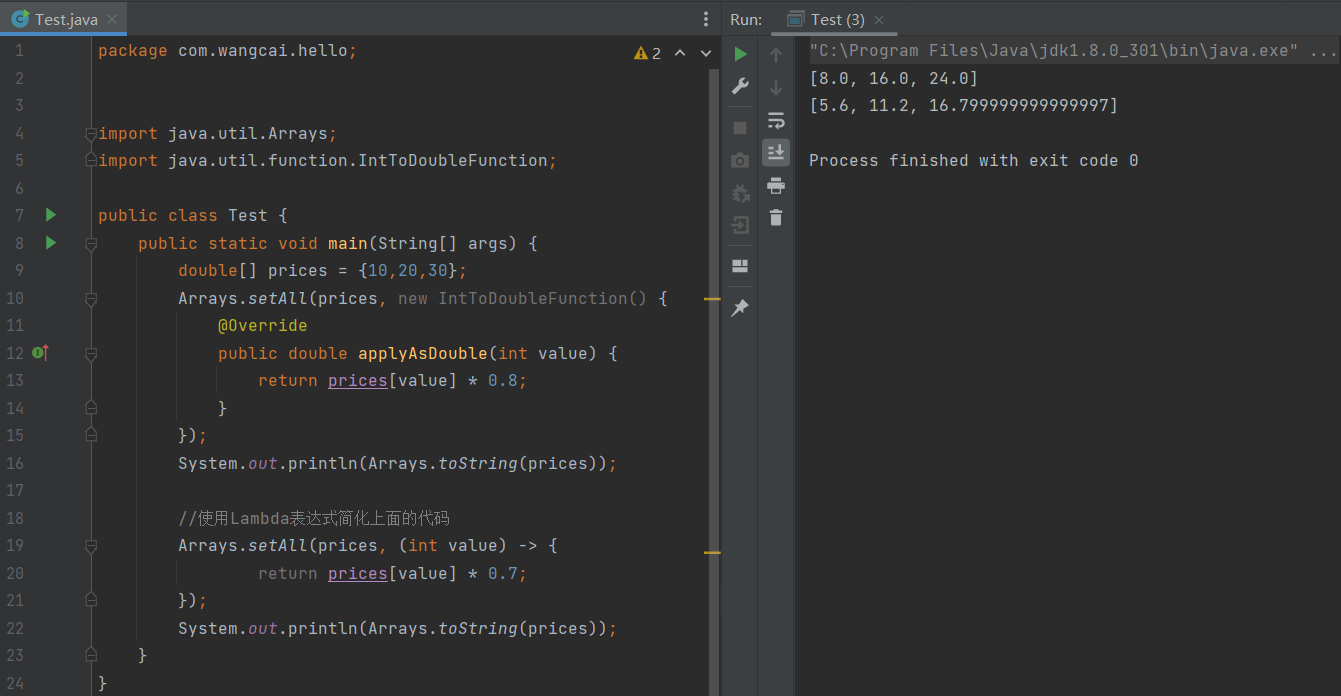 Test.java
Run: Test (3)
1 package com.wangcai.hello;
2
3
4 import java.util.Arrays;
5 import java.util.function.IntToDoubleFunction;
6
7 public class Test {
8 public static void main(String[] args) {
9 double[] prices = {10,20,30};
10 Arrays.setAll(prices, new IntToDoubleFunction() {
11 @Override
12 public double applyAsDouble(int value) {
13 return prices[value] * 0.8;
14 }
15 });
16 System.out.println(Arrays.toString(prices));
17
18 //使用Lambda表达式简化上面的代码
19 Arrays.setAll(prices, (int value) -> {
20 return prices[value] * 0.7;
21 });
22 System.out.println(Arrays.toString(prices));
23 }
24 }
2
"C:\Program Files\Java\jdk1.8.0_301\bin\java.exe" ...
[8.0, 16.0, 24.0]
[5.6, 11.2, 16.799999999999997]
Process finished with exit code 0